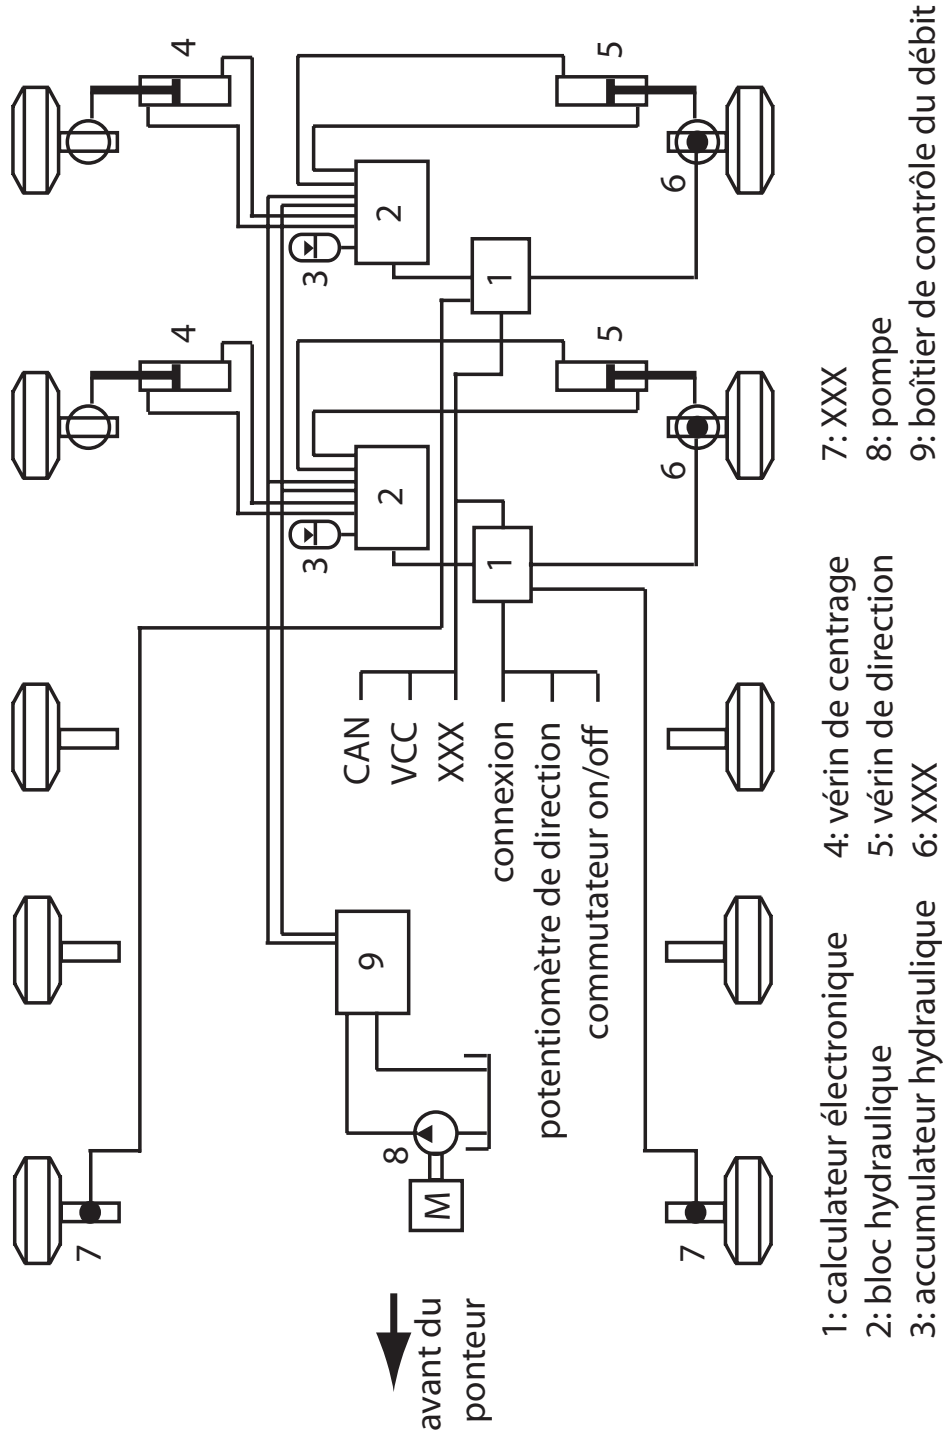 4
5
3
2
6
1
4
5
3
2
6
1
CAN
VCC
XXX
connexion
potentiomètre de direction
commutateur on/off
9
8
M
7
7
avant du
ponteur
1: calculateur électronique
2: bloc hydraulique
3: accumulateur hydraulique
4: vérin de centrage
5: vérin de direction
6: XXX
7: XXX
8: pompe
9: boîtier de contrôle du débit